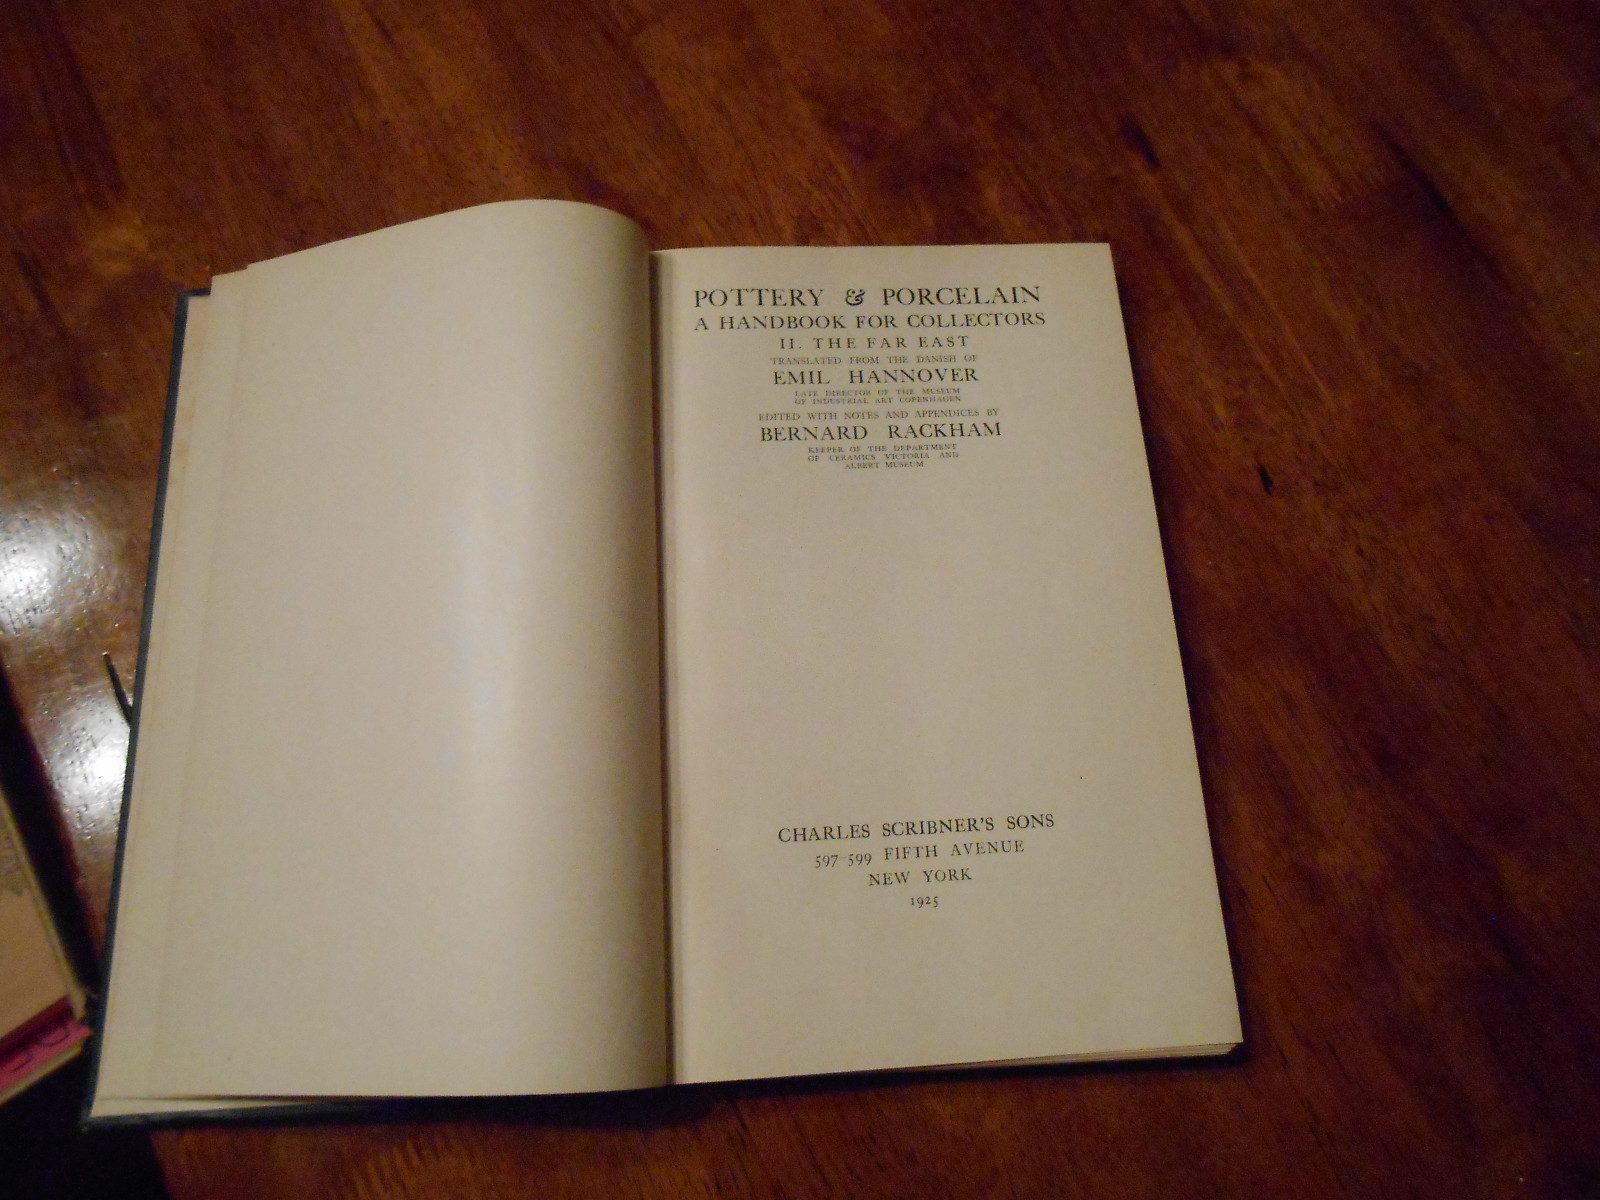 POTTERY & PORCELAIN
A HANDBOOK FOR COLLECTORS
II. THE FAR EAST
TRANSLATED FROM THE DANISH OF
EMIL HANNOVER
LATE DIRECTOR OF THE MUSEUM
OF INDUSTRIAL ART COPENHAGEN
EDITED WITH NOTES AND APPENDICES BY
BERNARD RACKHAM
KEEPER OF THE DEPARTMENT
OF CERAMICS VICTORIA AND
ALBERT MUSEUM
CHARLES SCRIBNER'S SONS
597-599 FIFTH AVENUE
NEW YORK
1925